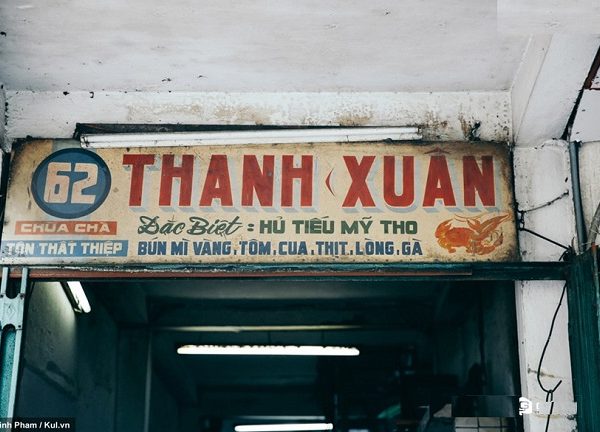 62
THANH XUÂN
CHÙA CHÀ
TÔN THẤT THIỆP
Đặc Biệt : HỦ TIẾU MỸ THO
BÚN MÌ VÀNG, TÔM, CUA, THỊT, LÒNG, GÀ
inh Pham / Kul.vn